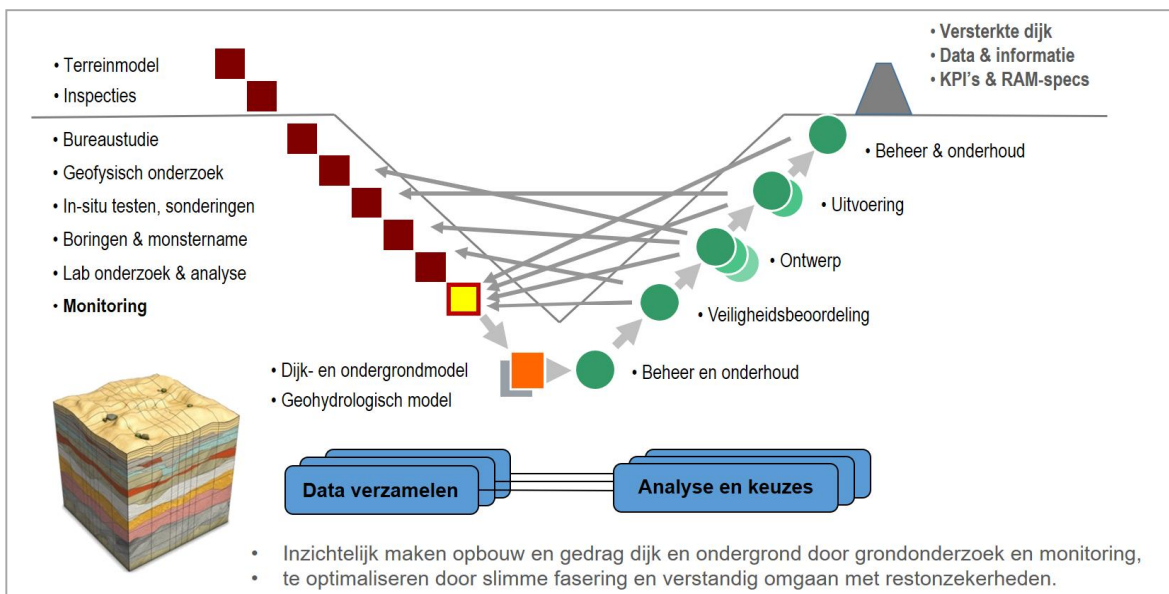 • Terreinmodel
• Inspecties
• Bureaustudie
• Geofysisch onderzoek
• In-situ testen, sonderingen
• Boringen & monstername
• Lab onderzoek & analyse
• Monitoring
• Versterkte dijk
• Data & informatie
• KPI's & RAM-specs
• Beheer & onderhoud
• Uitvoering
• Ontwerp
• Veiligheidsbeoordeling
• Beheer en onderhoud
• Dijk- en ondergrondmodel
• Geohydrologisch model
Data verzamelen
Analyse en keuzes
• Inzichtelijk maken opbouw en gedrag dijk en ondergrond door grondonderzoek en monitoring,
• te optimaliseren door slimme fasering en verstandig omgaan met restonzekerheden.